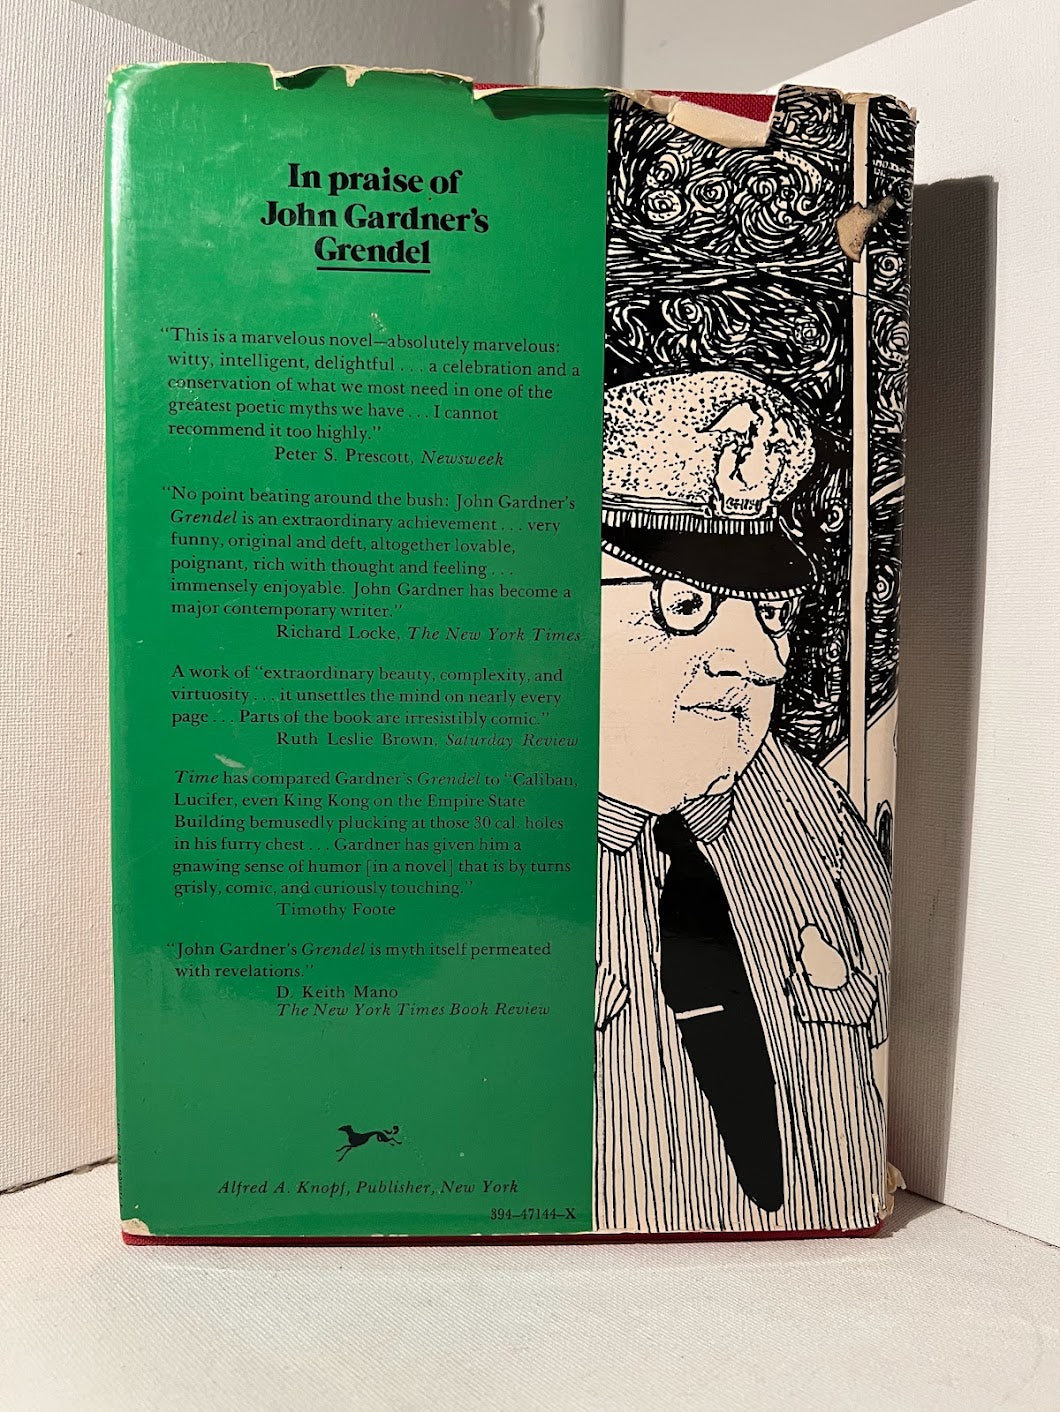 In praise of
John Gardner's
Grendel
"This is a marvelous novel—absolutely marvelous:
witty, intelligent, delightful . . . a celebration and a
conservation of what we most need in one of the
greatest poetic myths we have . . . I cannot
recommend it too highly."
Peter S. Prescott, Newsweek
"No point beating around the bush: John Gardner's
Grendel is an extraordinary achievement . . . very
funny, original and deft, altogether lovable,
poignant, rich with thought and feeling . . .
immensely enjoyable. John Gardner has become a
major contemporary writer."
Richard Locke, The New York Times
A work of "extraordinary beauty, complexity, and
virtuosity . . . it unsettles the mind on nearly every
page . . . Parts of the book are irresistibly comic."
Ruth Leslie Brown, Saturday Review
Time has compared Gardner's Grendel to "Caliban,
Lucifer, even King Kong on the Empire State
Building bemusedly plucking at those 30 cal. holes
in his furry chest . . . Gardner has given him a
gnawing sense of humor [in a novel] that is by turns
grisly, comic, and curiously touching."
Timothy Foote
"John Gardner's Grendel is myth itself permeated
with revelations."
D. Keith Mano
The New York Times Book Review
Alfred A. Knopf, Publisher, New York
394–47144–X